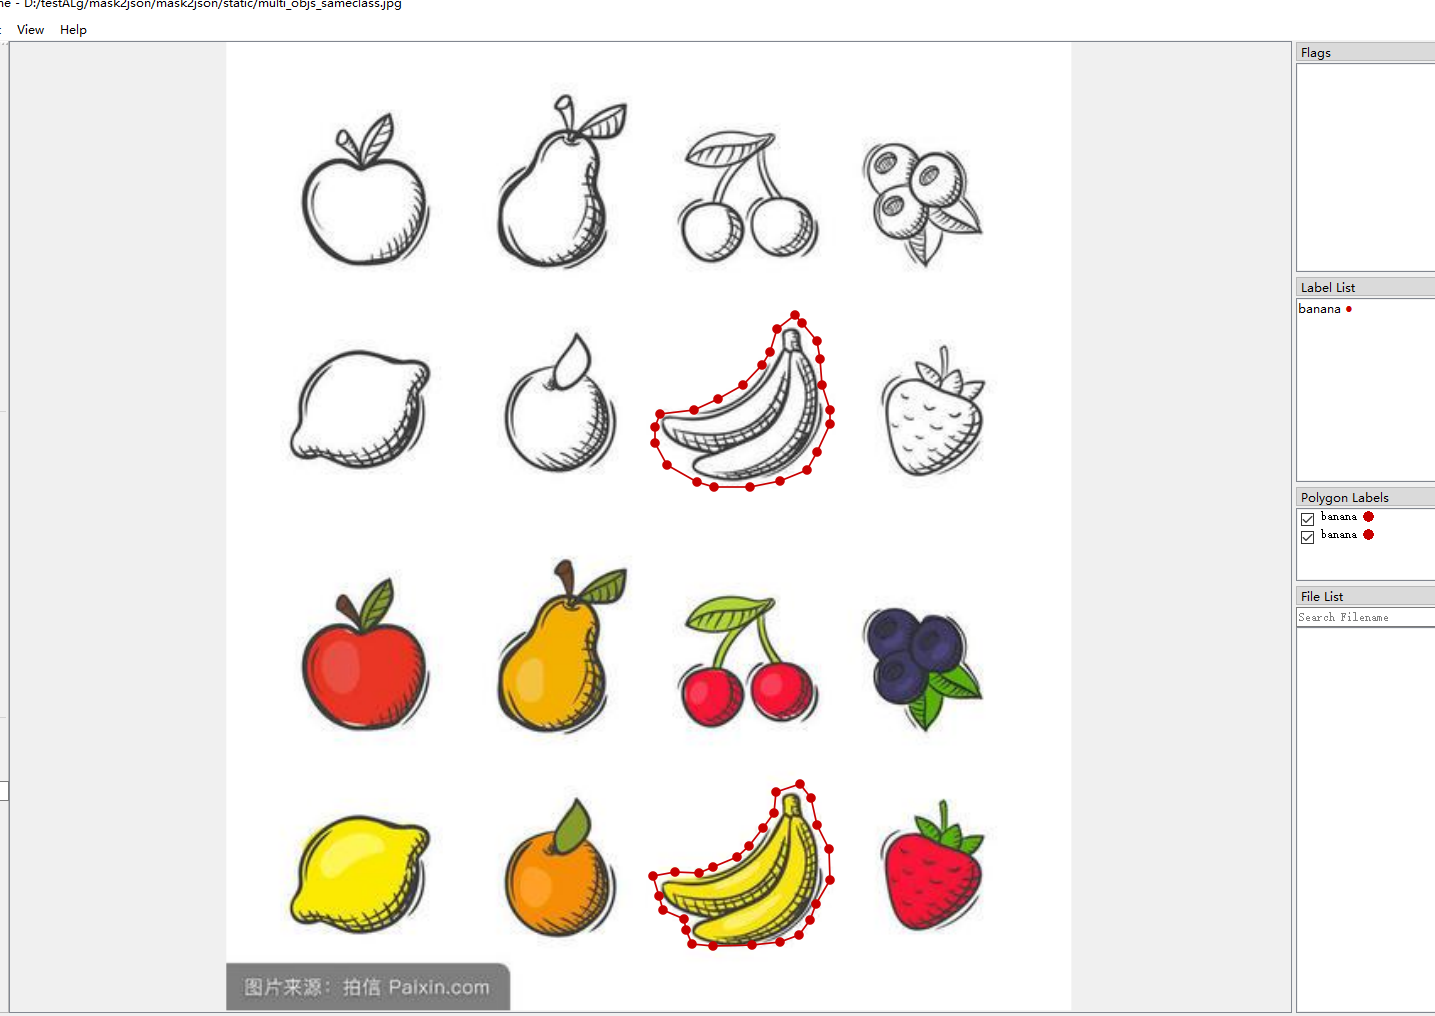 me - D:/testALg/mask2json/mask2json/static/multi_objs_sameclass.jpg
View Help
Flags
Label List
banana
Polygon Labels
banana
banana
File List
Search Filename
图片来源：拍信 Paixin.com